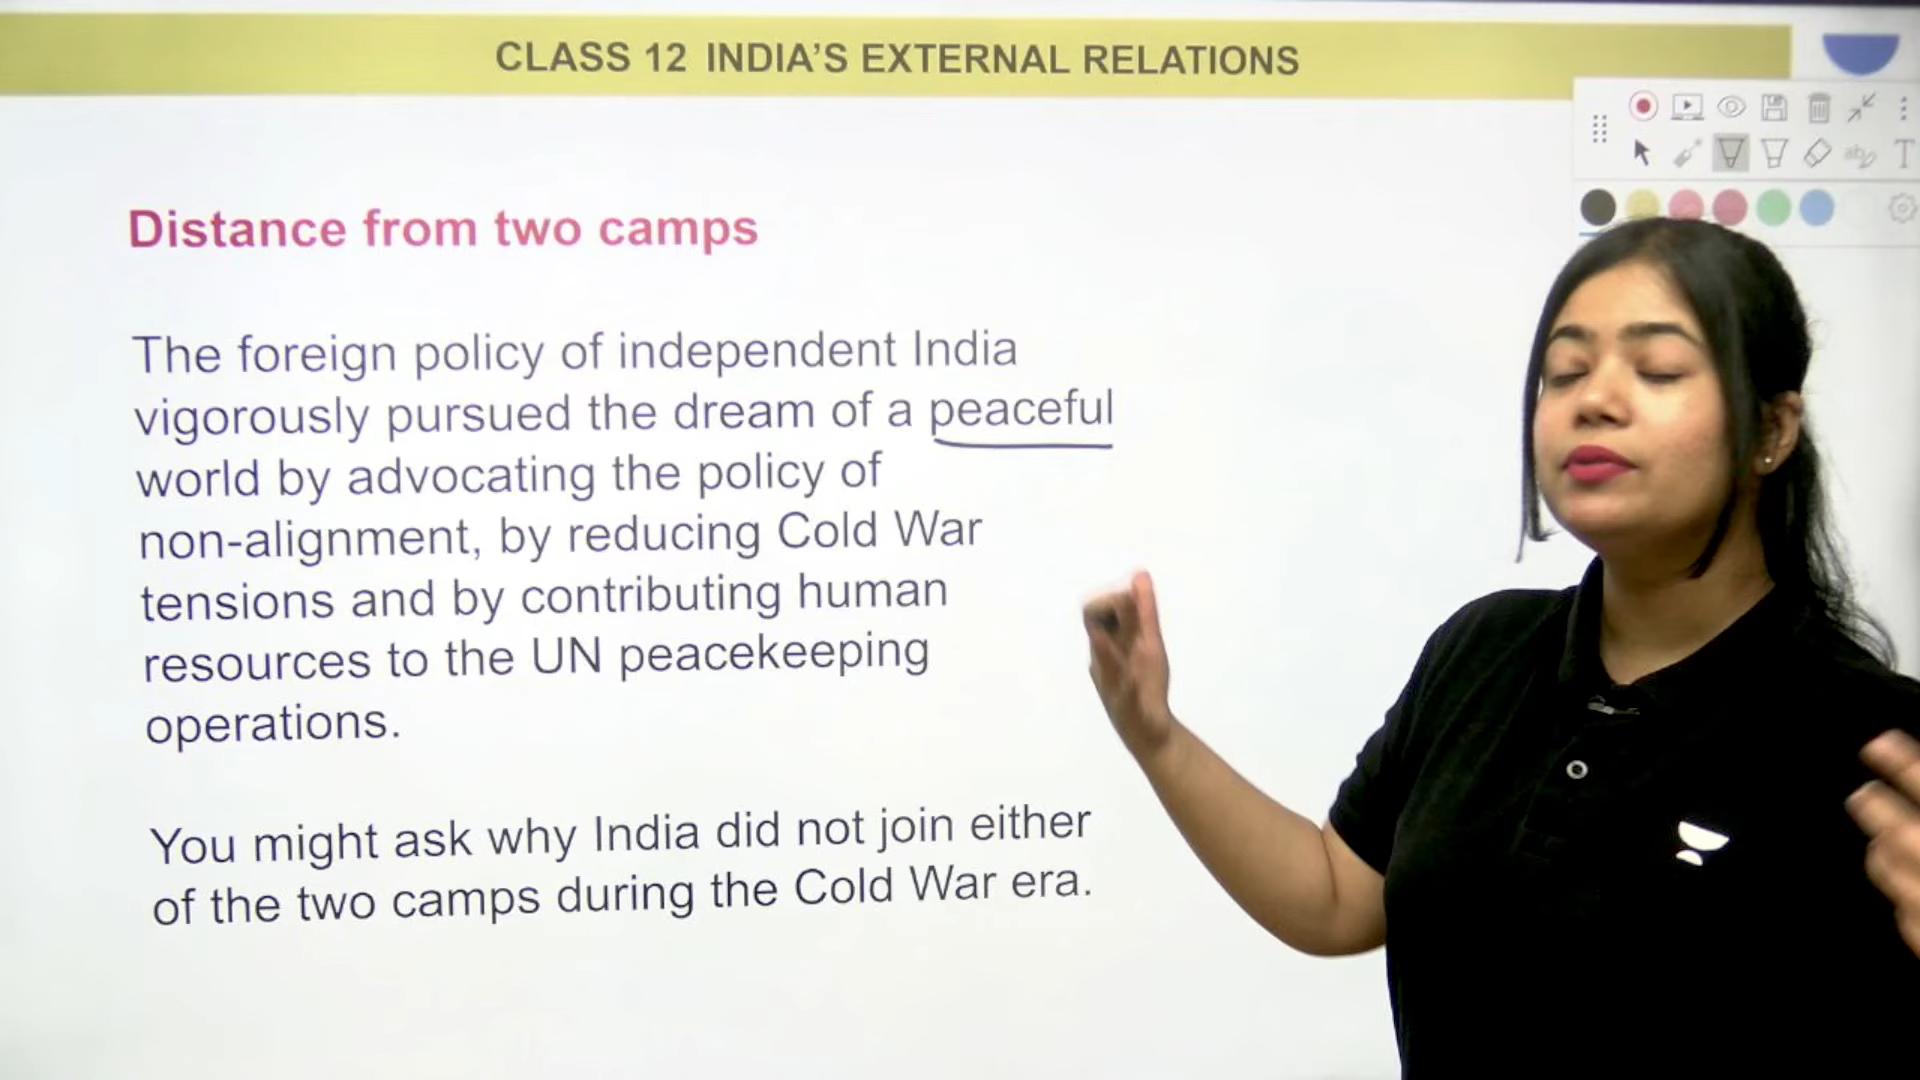 CLASS 12 INDIA'S EXTERNAL RELATIONS
Distance from two camps
The foreign policy of independent India
vigorously pursued the dream of a peaceful
world by advocating the policy of
non-alignment, by reducing Cold War
tensions and by contributing human
resources to the UN peacekeeping
operations.
You might ask why India did not join either
of the two camps during the Cold War era.
ab
T